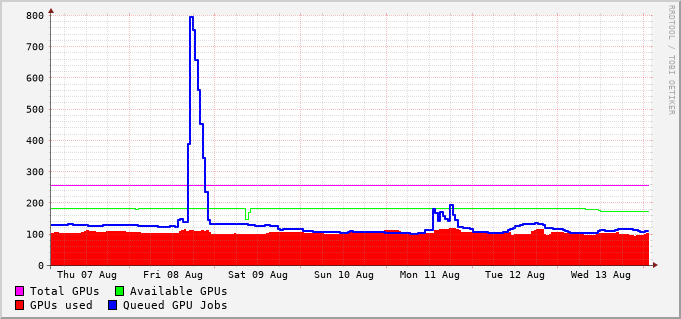 RRDTOOL / TOBI OETIKER
800
700
600
500
400
300
200
100
0
Thu 07 Aug Fri 08 Aug Sat 09 Aug Sun 10 Aug Mon 11 Aug Tue 12 Aug Wed 13 Aug
Total GPUs Available GPUs
GPUs used Queued GPU Jobs